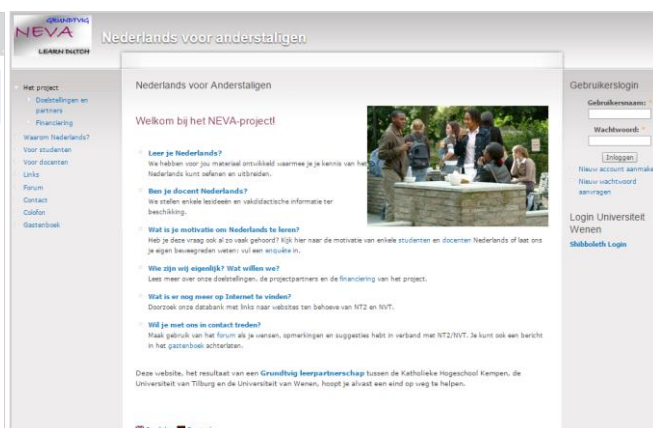 GRUNDTVIG
NEVA
LEARN DUTCH
Nederlands voor anderstaligen
Het project
Doelstellingen en
partners
Financiering
Waarom Nederlands?
Voor studenten
Voor docenten
Links
Forum
Contact
Colofon
Gastenboek
Nederlands voor Anderstaligen
Welkom bij het NEVA-project!
Leer je Nederlands?
We hebben voor jou materiaal ontwikkeld waarmee je je kennis van het
Nederlands kunt oefenen en uitbreiden.
Ben je docent Nederlands?
We stellen enkele lesideeën en vakdidactische informatie ter
beschikking.
Wat is je motivatie om Nederlands te leren?
Heb je deze vraag ook al zo vaak gehoord? Kijk hier naar de motivatie van enkele studenten en docenten Nederlands of laat ons
je eigen beweegreden weten: vul een enquête in.
Wie zijn wij eigenlijk? Wat willen we?
Lees meer over onze doelstellingen, de projectpartners en de financiering van het project.
Wat is er nog meer op Internet te vinden?
Doorzoek onze databank met links naar websites ten behoeve van NT2 en NVT.
Wil je met ons in contact treden?
Maak gebruik van het forum als je wensen, opmerkingen en suggesties hebt in verband met NT2/NVT. Je kunt ook een bericht
in het gastenboek achterlaten.
Deze website, het resultaat van een Grundtvig leerpartnerschap tussen de Katholieke Hogeschool Kempen, de
Universiteit van Tilburg en de Universiteit van Wenen, hoopt je alvast een eind op weg te helpen.
Gebruikerslogin
Gebruikersnaam: *
Wachtwoord: *
Inloggen
Nieuw account aanmake
Nieuw wachtwoord
aanvragen
Login Universiteit
Wenen
Shibboleth Login